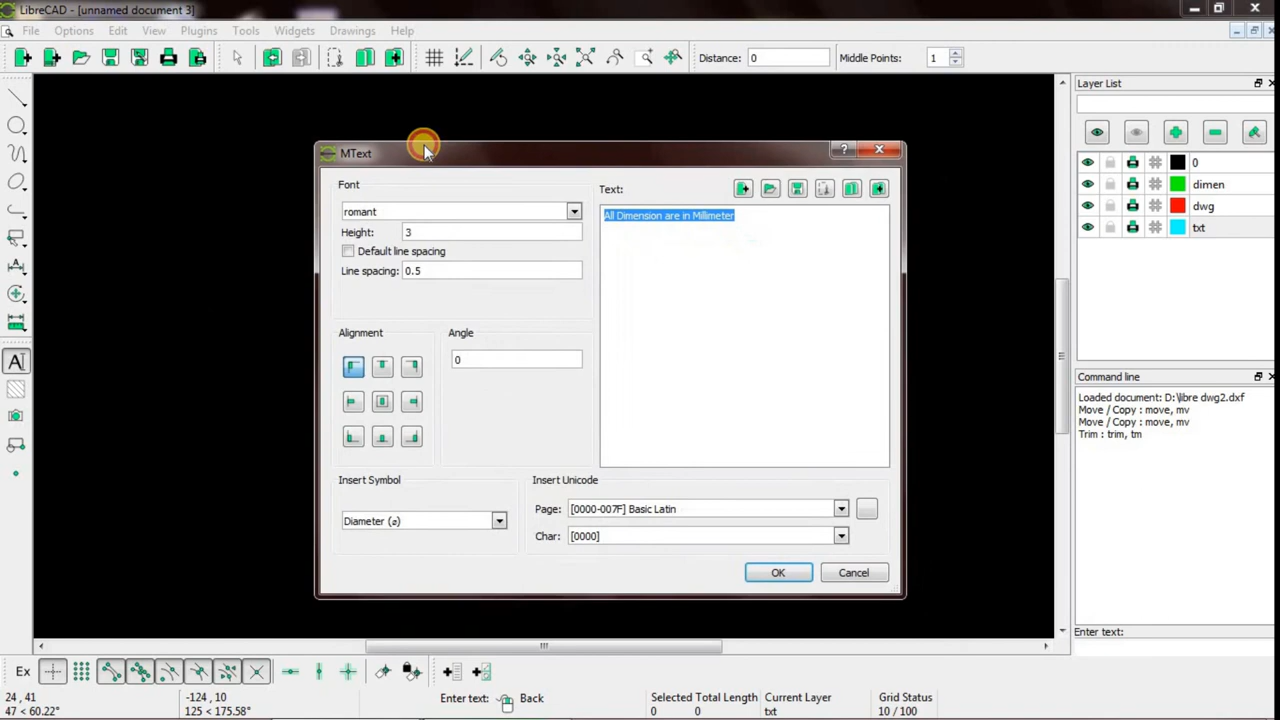 LibreCAD - [unnamed document 3]
File Options Edit View Plugins Tools Widgets Drawings Help
Distance: 0 Middle Points: 1
Layer List
0
dimen
dwg
txt
MText
Font
romant
Height: 3
Default line spacing
Line spacing: 0.5
Alignment
Angle
0
Text:
All Dimension are in Millimeter
Insert Symbol
Diameter (⌀)
Insert Unicode
Page: [0000-007F] Basic Latin
Char: [0000]
OK Cancel
Command line
Loaded document: D:\libre dwg2.dxf
Move / Copy : move, mv
Move / Copy : move, mv
Trim : trim, tm
Enter text:
Ex
24 , 41
47 < 60.22°
-124 , 10
125 < 175.58°
Enter text: Back
Selected Total Length
0 0
Current Layer
txt
Grid Status
10 / 100